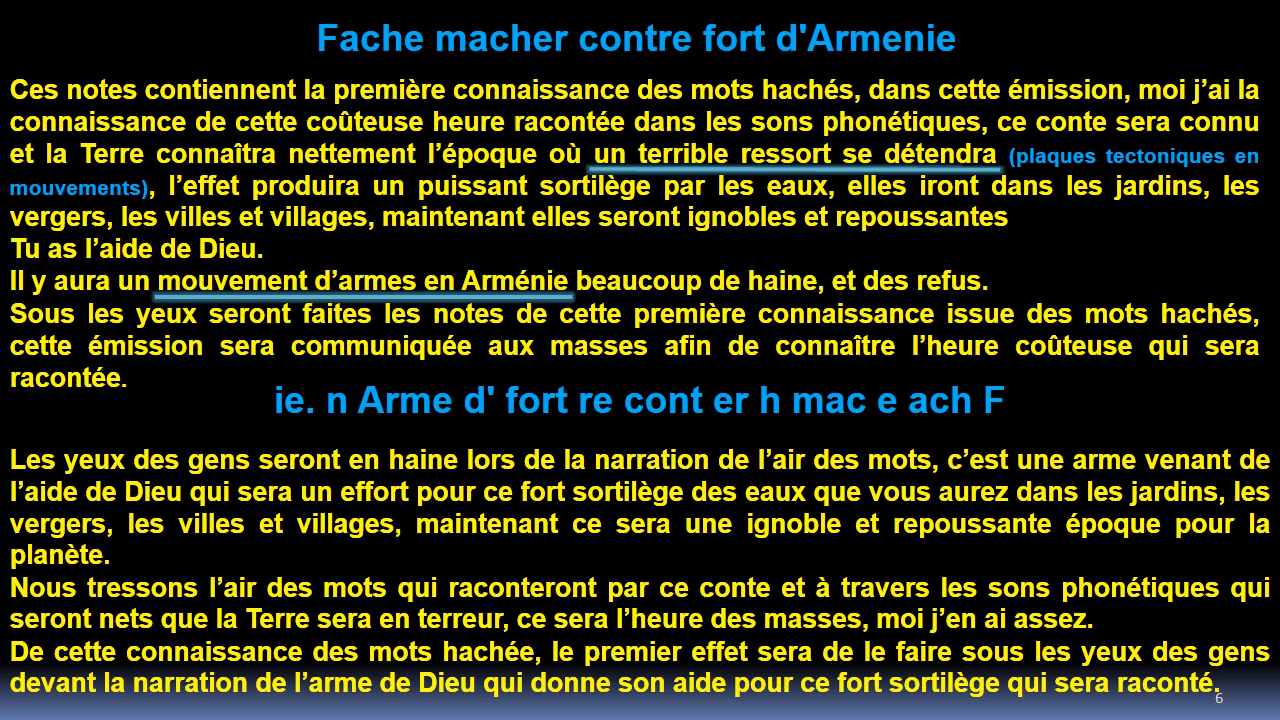 Fache macher contre fort d'Armenie
Ces notes contiennent la première connaissance des mots hachés, dans cette émission, moi j’ai la
connaissance de cette coûteuse heure racontée dans les sons phonétiques, ce conte sera connu
et la Terre connaîtra nettement l’époque où un terrible ressort se détendra (plaques tectoniques en
mouvements), l’effet produira un puissant sortilège par les eaux, elles iront dans les jardins, les
vergers, les villes et villages, maintenant elles seront ignobles et repoussantes
Tu as l’aide de Dieu.
Il y aura un mouvement d’armes en Arménie beaucoup de haine, et des refus.
Sous les yeux seront faites les notes de cette première connaissance issue des mots hachés,
cette émission sera communiquée aux masses afin de connaître l’heure coûteuse qui sera
racontée.
ie. n Arme d' fort re cont er h mac e ach F
Les yeux des gens seront en haine lors de la narration de l’air des mots, c’est une arme venant de
l’aide de Dieu qui sera un effort pour ce fort sortilège des eaux que vous aurez dans les jardins, les
vergers, les villes et villages, maintenant ce sera une ignoble et repoussante époque pour la
planète.
Nous tressons l’air des mots qui raconteront par ce conte et à travers les sons phonétiques qui
seront nets que la Terre sera en terreur, ce sera l’heure des masses, moi j’en ai assez.
De cette connaissance des mots hachée, le premier effet sera de le faire sous les yeux des gens
devant la narration de l’arme de Dieu qui donne son aide pour ce fort sortilège qui sera raconté.
6